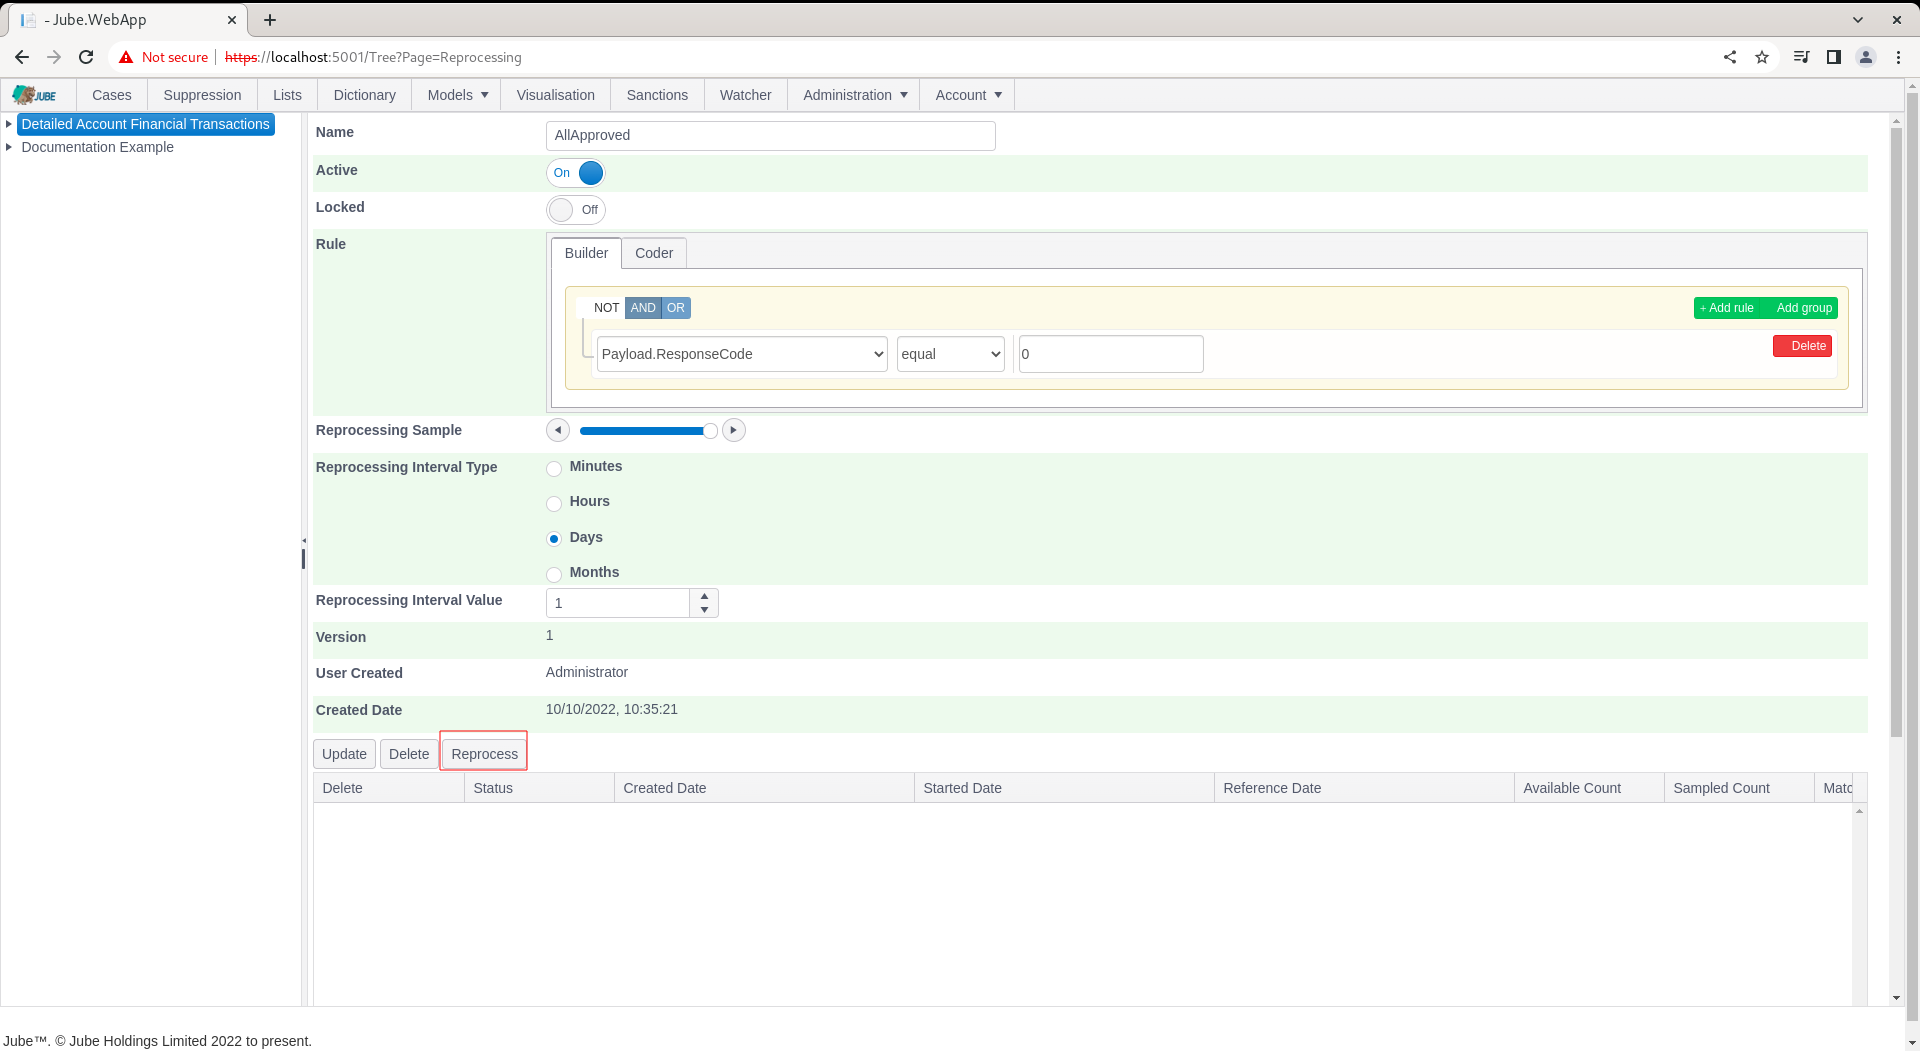 - Jube.WebApp
Not secure https://localhost:5001/Tree?Page=Reprocessing
JUBE Cases Suppression Lists Dictionary Models Visualisation Sanctions Watcher Administration Account
Detailed Account Financial Transactions
Documentation Example
Name AllApproved
Active On
Locked Off
Rule Builder Coder
NOT AND OR + Add rule Add group
Payload.ResponseCode equal 0 Delete
Reprocessing Sample
Reprocessing Interval Type Minutes
Hours
Days
Months
Reprocessing Interval Value 1
Version 1
User Created Administrator
Created Date 10/10/2022, 10:35:21
Update Delete Reprocess
Delete Status Created Date Started Date Reference Date Available Count Sampled Count Matc
Jube™. © Jube Holdings Limited 2022 to present.